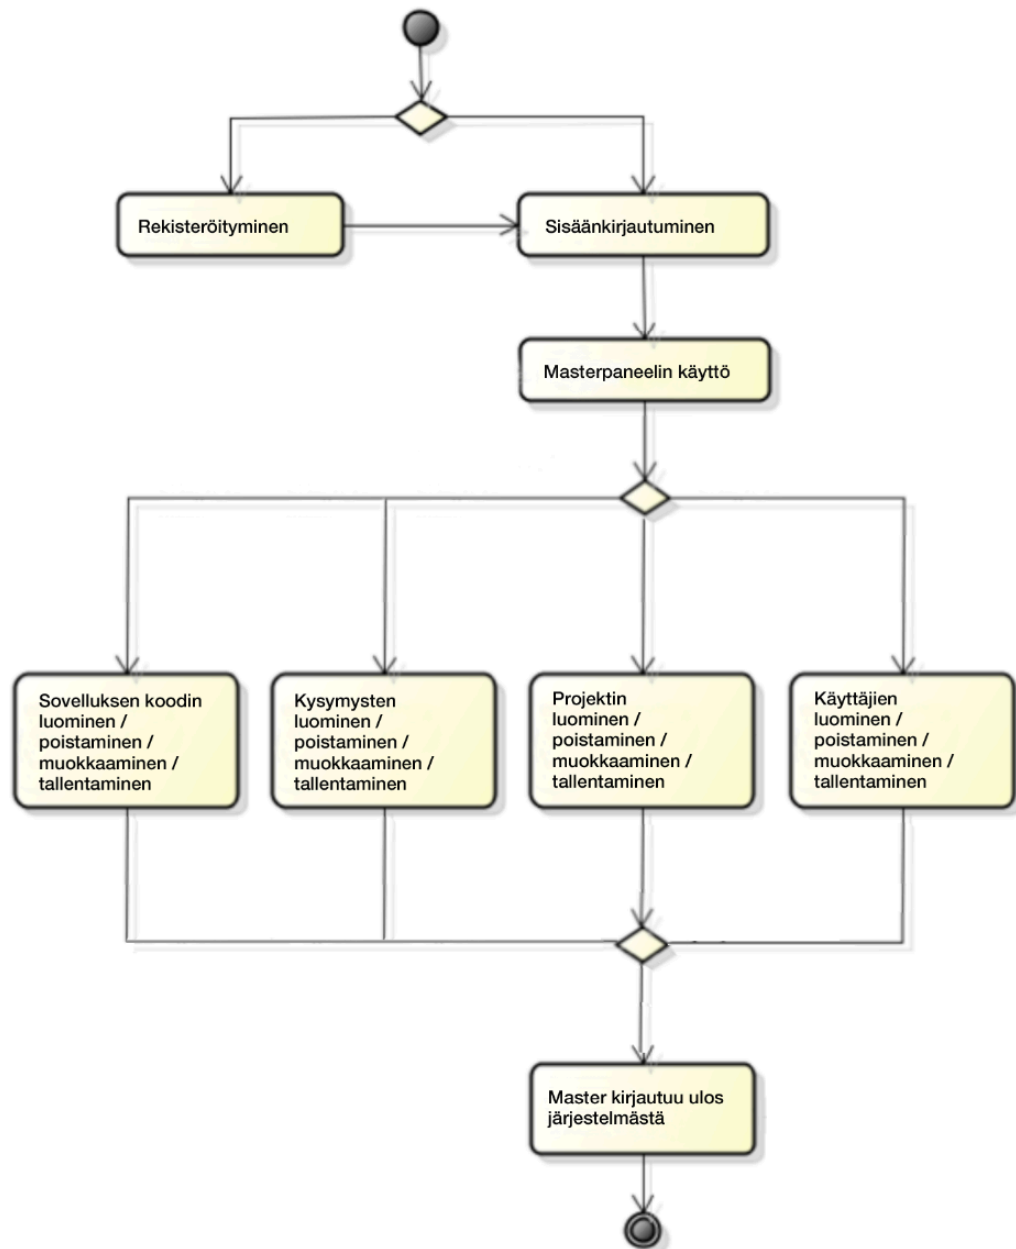 Rekisteröityminen
Sisäänkirjautuminen
Masterpaneelin käyttö
Sovelluksen koodin
luominen /
poistaminen /
muokkaaminen /
tallentaminen
Kysymysten
luominen /
poistaminen /
muokkaaminen /
tallentaminen
Projektin
luominen /
poistaminen /
muokkaaminen /
tallentaminen
Käyttäjien
luominen /
poistaminen /
muokkaaminen /
tallentaminen
Master kirjautuu ulos
järjestelmästä